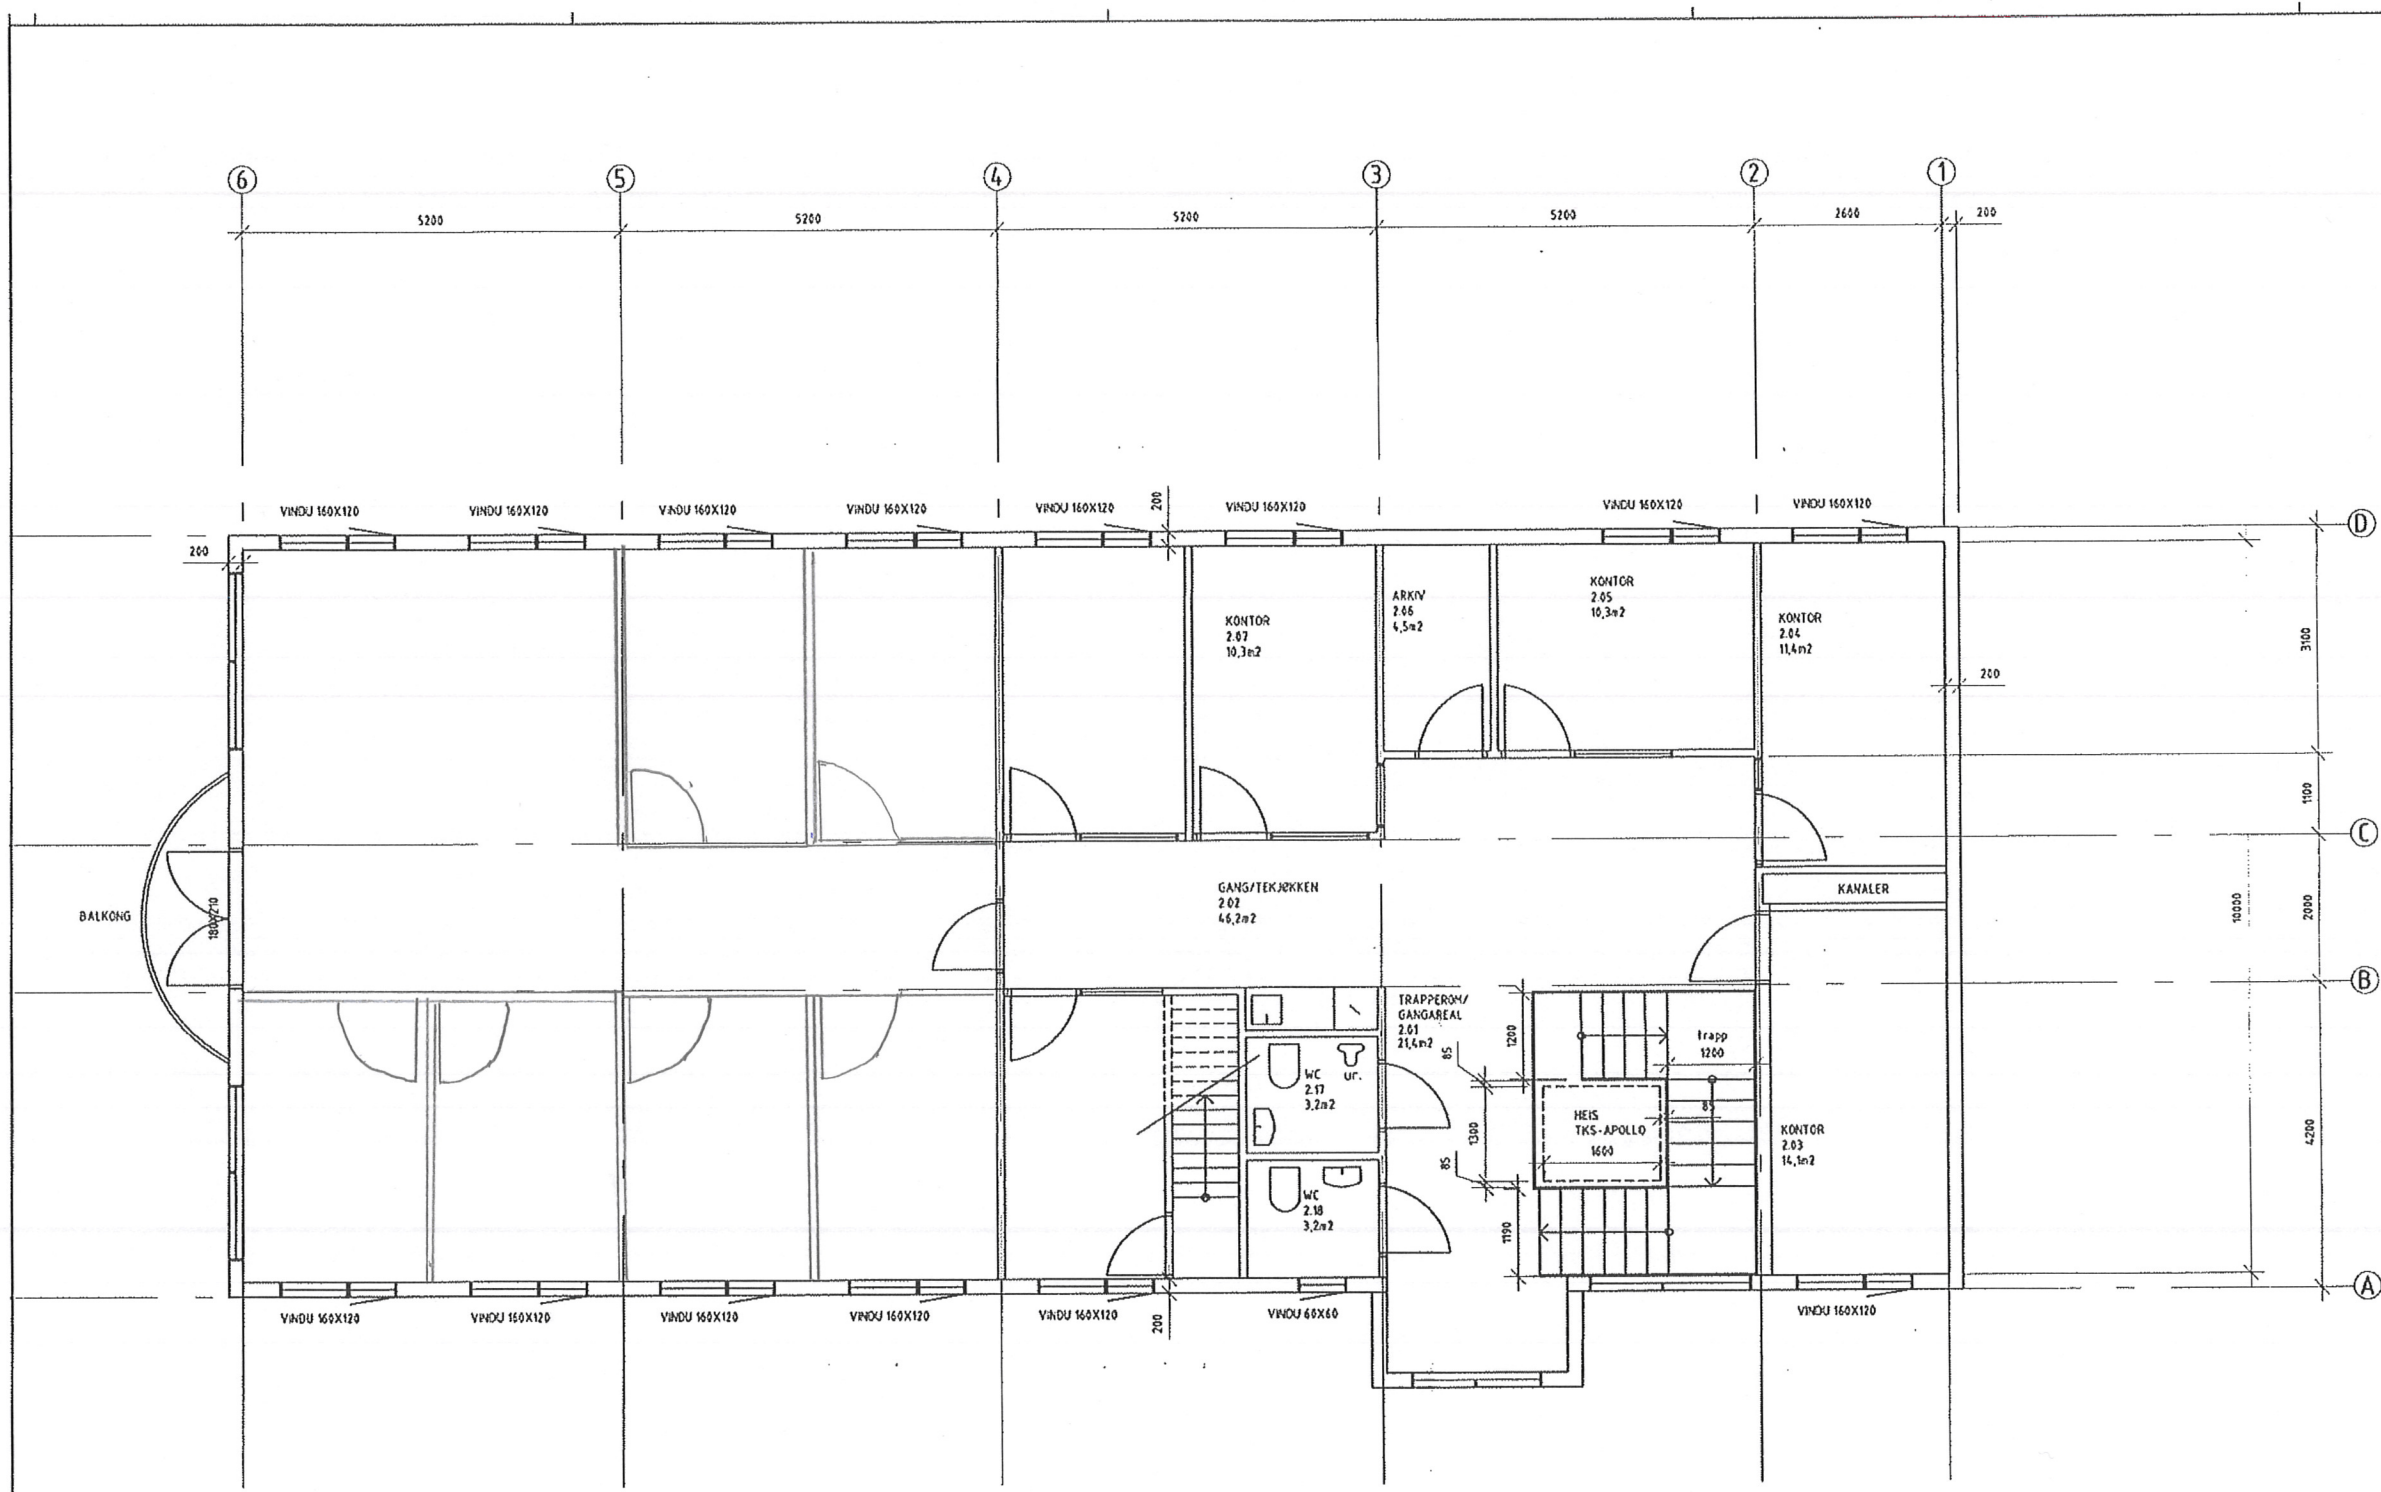 6
5
4
3
2
1
5200
5200
5200
5200
2600
200
VINDU 160X120
VINDU 160X120
VINDU 160X120
VINDU 160X120
VINDU 160X120
200
VINDU 160X120
VINDU 160X120
VINDU 160X120
D
200
KONTOR
2.07
10,3m2
ARKIV
2.06
4,5m2
KONTOR
2.05
10,3m2
KONTOR
2.04
11,4m2
3100
200
1100
C
BALKONG
180X210
GANG/TEKJØKKEN
2.02
46,2m2
KANALER
10000
2000
B
TRAPPEROM/
GANGAREAL
2.01
21,4m2
85
1200
Trapp
1200
WC
2.17
3,2m2
ur.
1300
HEIS
TKS-APOLLO
1600
85
KONTOR
2.03
14,1m2
4200
85
WC
2.18
3,2m2
1190
A
VINDU 160X120
VINDU 160X120
VINDU 160X120
VINDU 160X120
VINDU 160X120
200
VINDU 60X60
VINDU 160X120